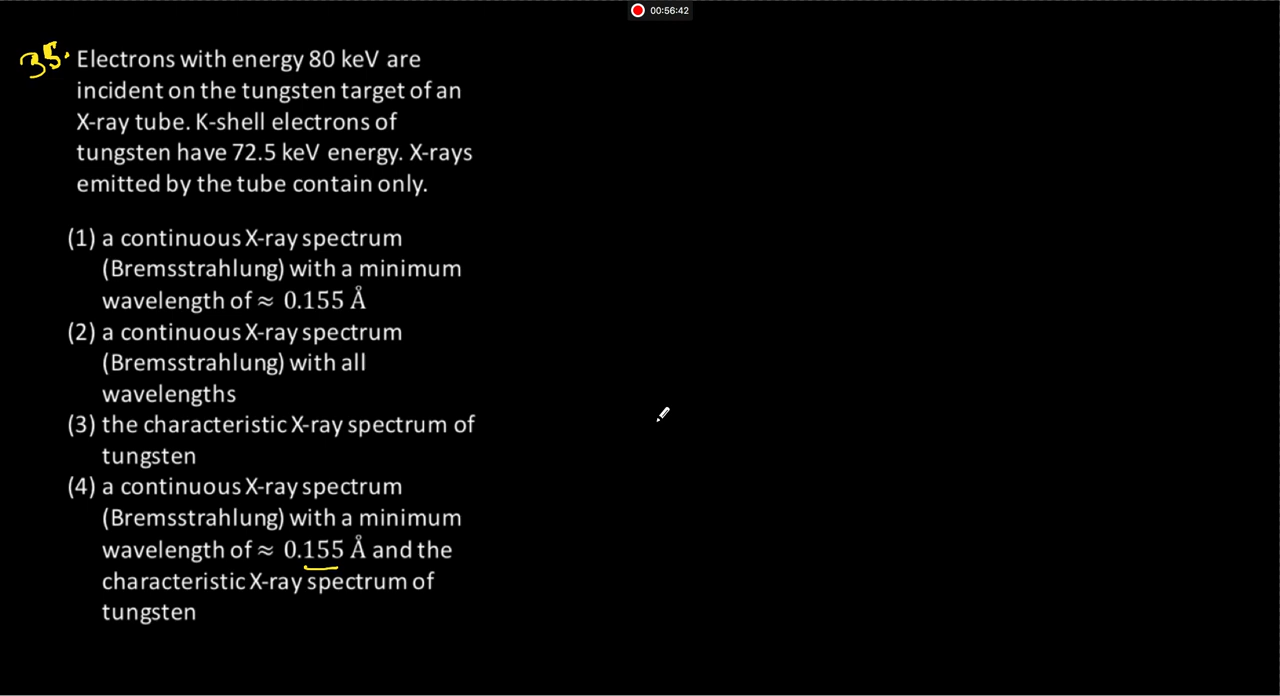 00:56:42
35. Electrons with energy 80 keV are
incident on the tungsten target of an
X-ray tube. K-shell electrons of
tungsten have 72.5 keV energy. X-rays
emitted by the tube contain only.
(1) a continuous X-ray spectrum
(Bremsstrahlung) with a minimum
wavelength of ≈ 0.155 Å
(2) a continuous X-ray spectrum
(Bremsstrahlung) with all
wavelengths
(3) the characteristic X-ray spectrum of
tungsten
(4) a continuous X-ray spectrum
(Bremsstrahlung) with a minimum
wavelength of ≈ 0.155 Å and the
characteristic X-ray spectrum of
tungsten